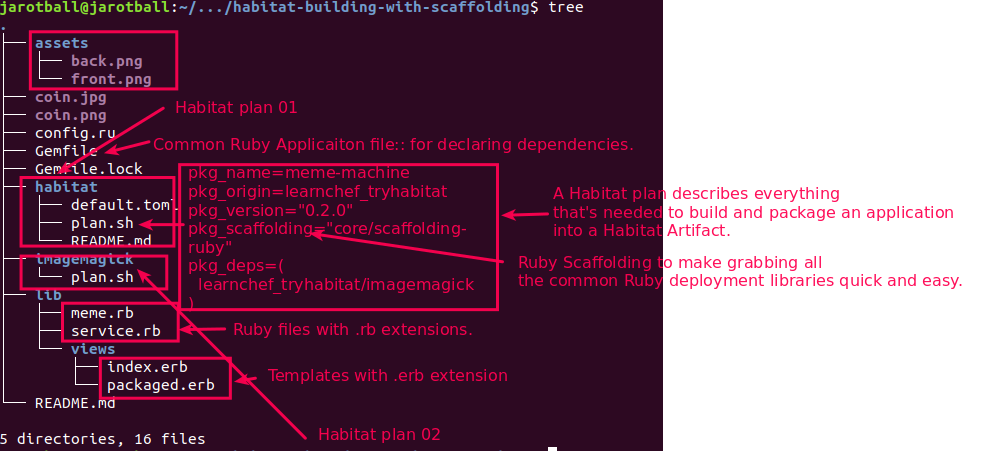 jarotball@jarotball:~/.../habitat-building-with-scaffolding$ tree
.
assets
back.png
front.png
coin.jpg
coin.png
Habitat plan 01
config.ru
Gemfile
Common Ruby Applicaiton file:: for declaring dependencies.
Gemfile.lock
habitat
default.toml
plan.sh
README.md
pkg_name=meme-machine
pkg_origin=learnchef_tryhabitat
pkg_version="0.2.0"
pkg_scaffolding="core/scaffolding-
ruby"
pkg_deps=(
learnchef_tryhabitat/imagemagick
)
A Habitat plan describes everything
that's needed to build and package an application
into a Habitat Artifact.
Ruby Scaffolding to make grabbing all
the common Ruby deployment libraries quick and easy.
imagemagick
plan.sh
lib
meme.rb
service.rb
Ruby files with .rb extensions.
views
index.erb
packaged.erb
Templates with .erb extension
README.md
Habitat plan 02
5 directories, 16 files